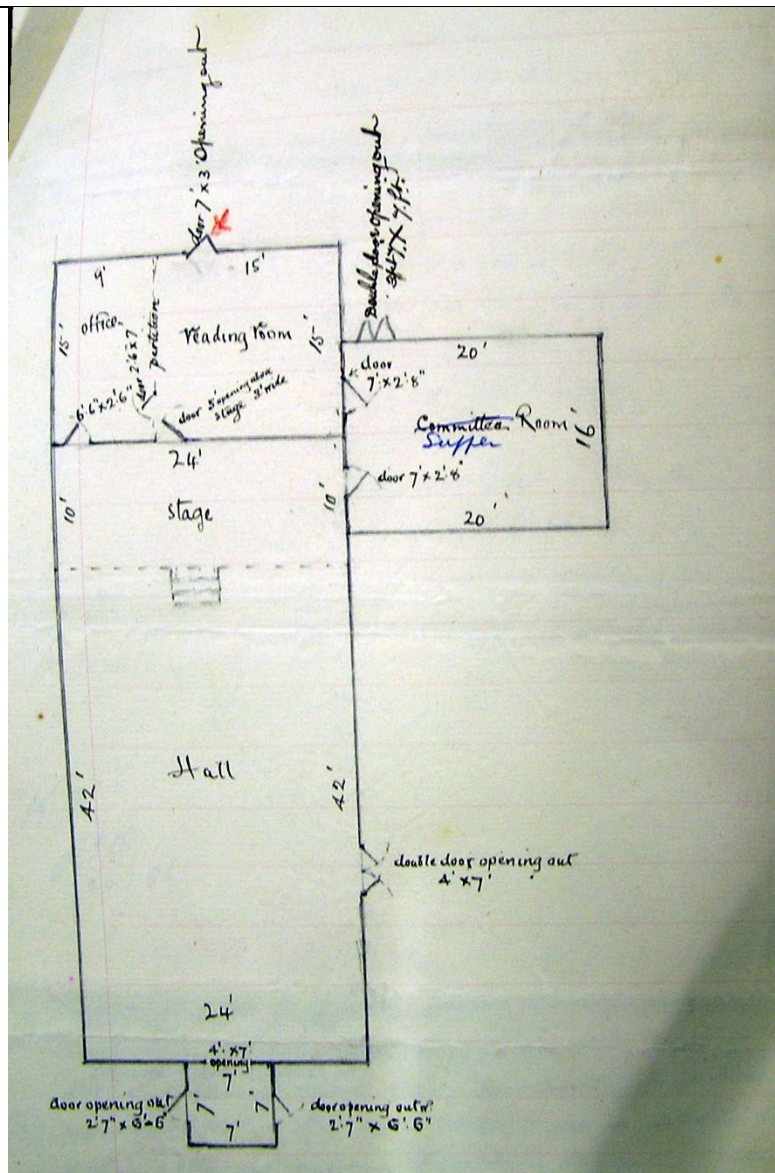 door 7' x 3' Opening out
Double door opening out
x 7 ft.
9'
15'
15'
office
partition
door 2'6 x 7
Reading room
15'
6'6" x 2'6"
door 5' opening above
stage 3' wide
door
7' x 2'8"
20'
Committee Room
Supper
16'
door 7' x 2'8"
20'
24'
10'
Stage
10'
Hall
42'
42'
double door opening out
4' x 7'
24'
4' x 7'
opening
7'
door opening out
2'7" x 6'6"
7'
7'
door opening out
2'7" x 6'6"
7'